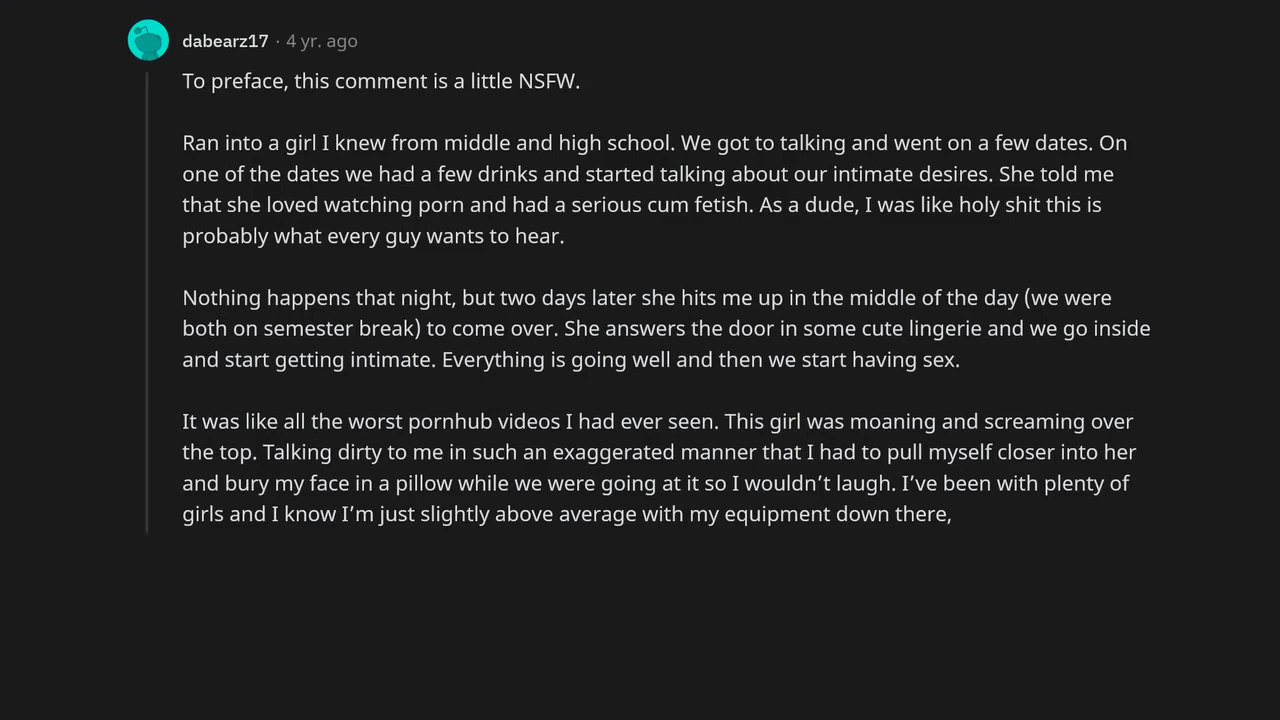 dabearz17 · 4 yr. ago
To preface, this comment is a little NSFW.
Ran into a girl I knew from middle and high school. We got to talking and went on a few dates. On
one of the dates we had a few drinks and started talking about our intimate desires. She told me
that she loved watching porn and had a serious cum fetish. As a dude, I was like holy shit this is
probably what every guy wants to hear.
Nothing happens that night, but two days later she hits me up in the middle of the day (we were
both on semester break) to come over. She answers the door in some cute lingerie and we go inside
and start getting intimate. Everything is going well and then we start having sex.
It was like all the worst pornhub videos I had ever seen. This girl was moaning and screaming over
the top. Talking dirty to me in such an exaggerated manner that I had to pull myself closer into her
and bury my face in a pillow while we were going at it so I wouldn’t laugh. I’ve been with plenty of
girls and I know I’m just slightly above average with my equipment down there,